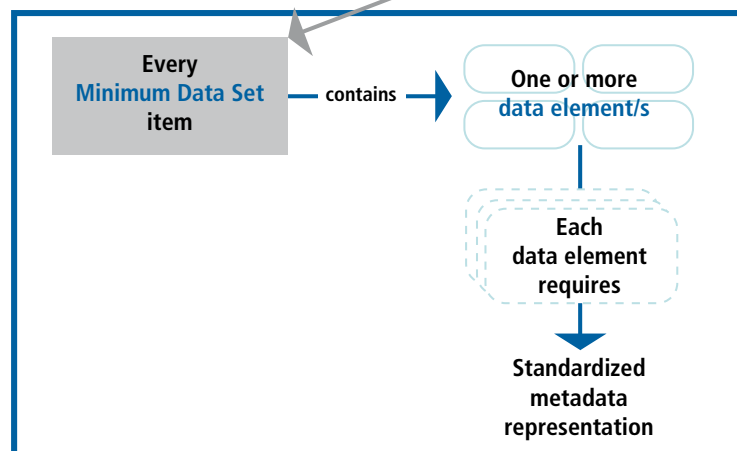 Every
Minimum Data Set
item
contains
One or more
data element/s
Each
data element
requires
Standardized
metadata
representation